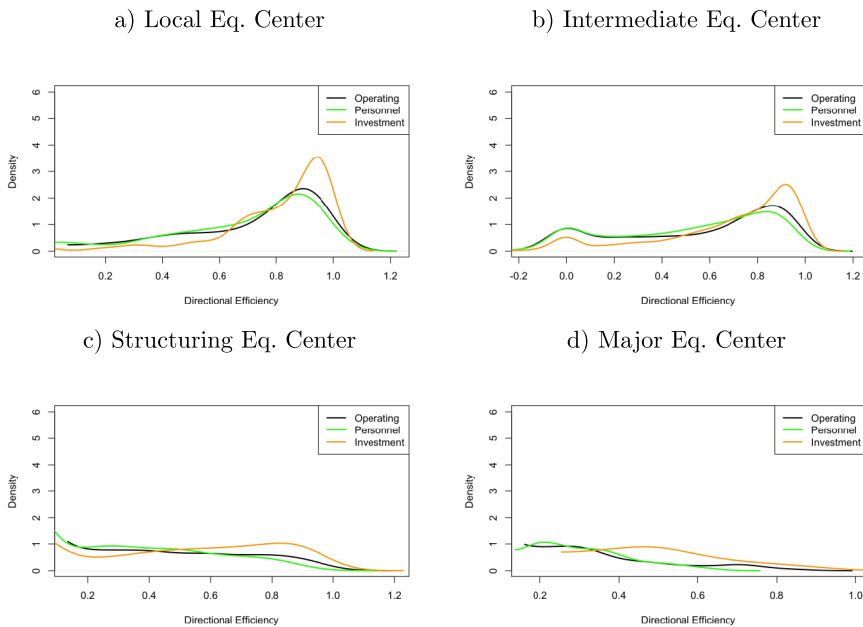 a) Local Eq. Center
6
5
4
3
2
1
0
Density
Operating
Personnel
Investment
0.2 0.4 0.6 0.8 1.0 1.2
Directional Efficiency
b) Intermediate Eq. Center
6
5
4
3
2
1
0
Density
Operating
Personnel
Investment
-0.2 0.0 0.2 0.4 0.6 0.8 1.0 1.2
Directional Efficiency
c) Structuring Eq. Center
6
5
4
3
2
1
0
Density
Operating
Personnel
Investment
0.2 0.4 0.6 0.8 1.0 1.2
Directional Efficiency
d) Major Eq. Center
6
5
4
3
2
1
0
Density
Operating
Personnel
Investment
0.2 0.4 0.6 0.8 1.0
Directional Efficiency